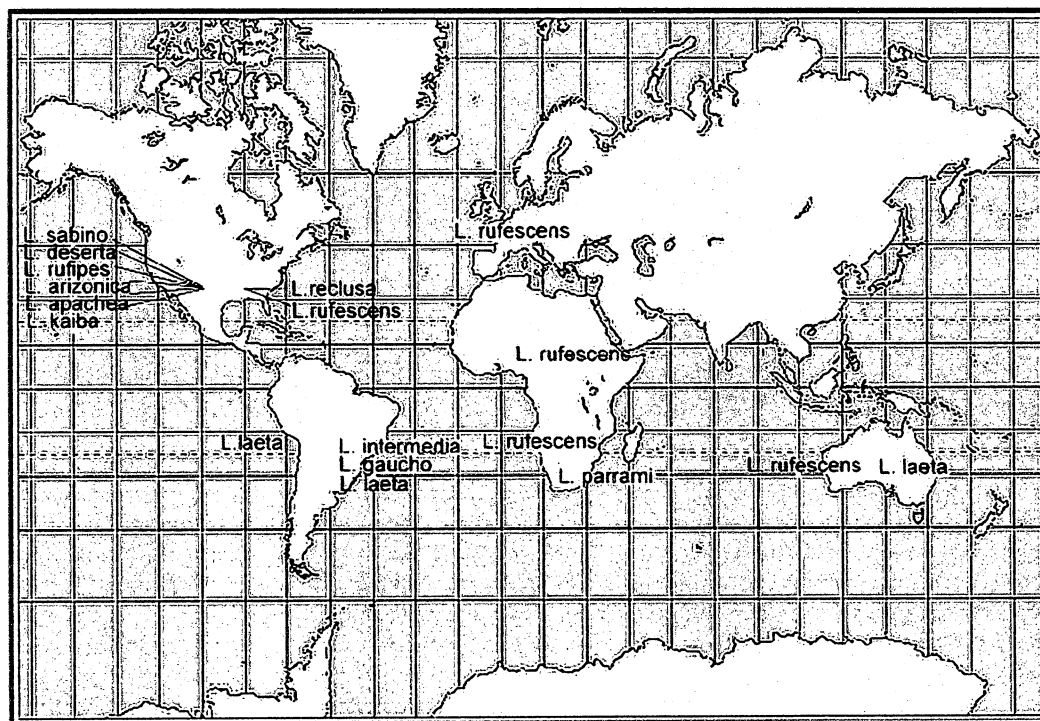 L. sabino
L. deserta
L. rufipes
L. arizonica
L. apachea
L. kaiba
L. reclusa
L. rufescens
L. rufescens
L. rufescens
L. laeta
L. intermedia
L. gaucho
L. laeta
L. rufescens
L. parrami
L. rufescens
L. laeta